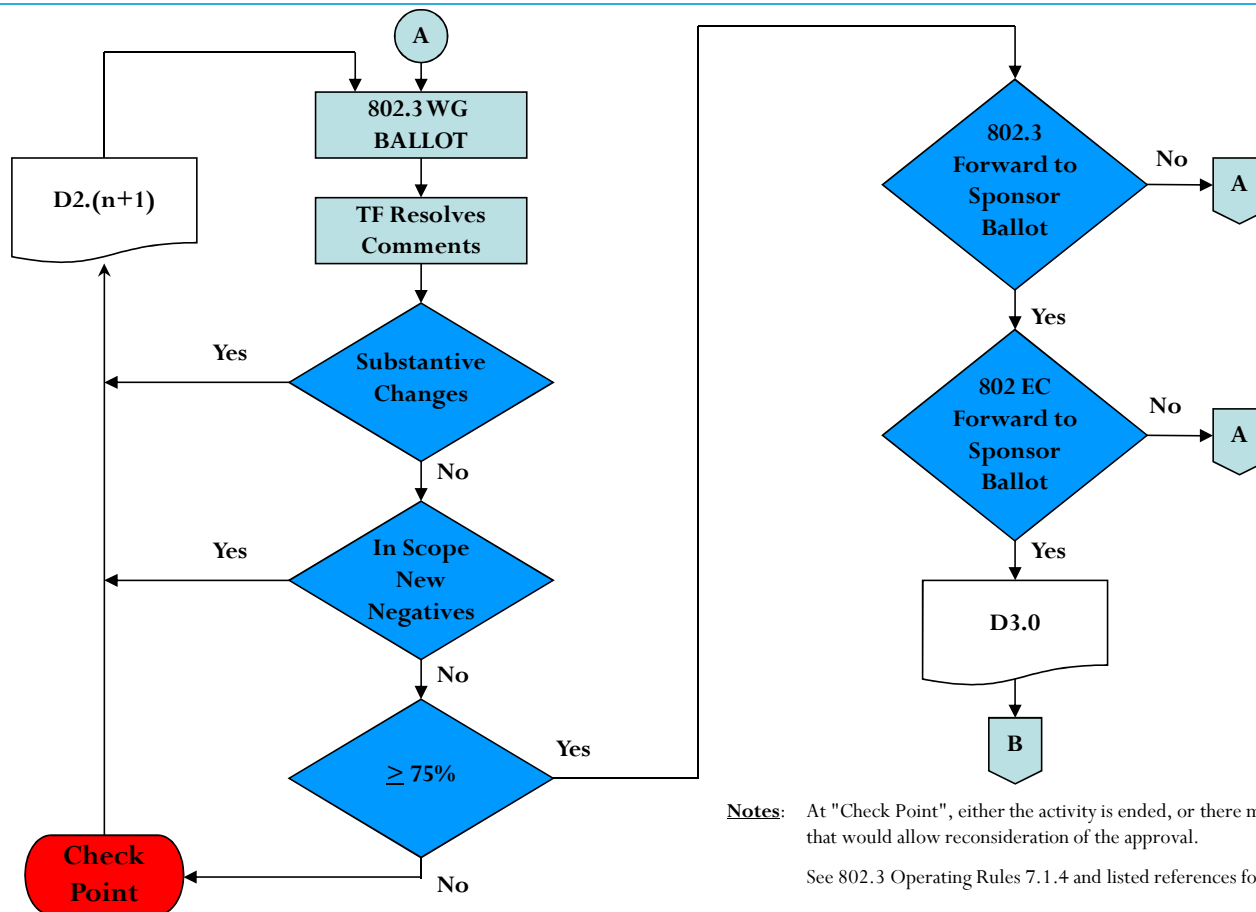 A
802.3 WG
BALLOT
D2.(n+1)
TF Resolves
Comments
Yes
Substantive
Changes
No
Yes
In Scope
New
Negatives
No
≥ 75%
Yes
No
Check
Point
802.3
Forward to
Sponsor
Ballot
No
A
Yes
802 EC
Forward to
Sponsor
Ballot
No
A
Yes
D3.0
B
Notes: At "Check Point", either the activity is ended, or there
that would allow reconsideration of the approval.
See 802.3 Operating Rules 7.1.4 and listed references